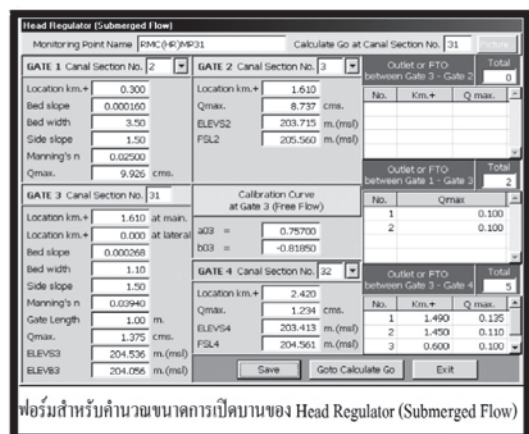 Head Regulator (Submerged Flow)
Monitoring Point Name RMC(HR)MP31 Calculate Go at Canal Section No. 31 Picture
GATE 1 Canal Section No. 2
Location km.+ 0.300
Bed slope 0.000160
Bed width 3.50
Side slope 1.50
Manning's n 0.02500
Qmax. 9.926 cms.
GATE 2 Canal Section No. 3
Location km.+ 1.610
Qmax. 8.737 cms.
ELEVS2 203.715 m.(msl)
FSL2 205.560 m.(msl)
Outlet or FTO between Gate 3 - Gate 2 Total 0
No. Km.+ Q max.
Outlet or FTO between Gate 1 - Gate 3 Total 2
No. Qmax
1 0.100
2 0.100
GATE 3 Canal Section No. 31
Location km.+ 1.610 at main.
Location km.+ 0.000 at lateral
Bed slope 0.000268
Bed width 1.10
Side slope 1.50
Manning's n 0.03940
Gate Length 1.00 m.
Qmax. 1.375 cms.
ELEVS3 204.536 m.(msl)
ELEVB3 204.056 m.(msl)
Calibration Curve
at Gate 3 (Free Flow)
a03 = 0.75700
b03 = -0.81850
GATE 4 Canal Section No. 32
Location km.+ 2.420
Qmax. 1.234 cms.
ELEVS4 203.413 m.(msl)
FSL4 204.561 m.(msl)
Outlet or FTO between Gate 3 - Gate 4 Total 5
No. Km.+ Q max.
1 1.490 0.135
2 1.450 0.110
3 0.600 0.100
Save Goto Calculate Go Exit
ฟอร์มสำหรับคำนวณขนาดการเปิดบานของ Head Regulator (Submerged Flow)